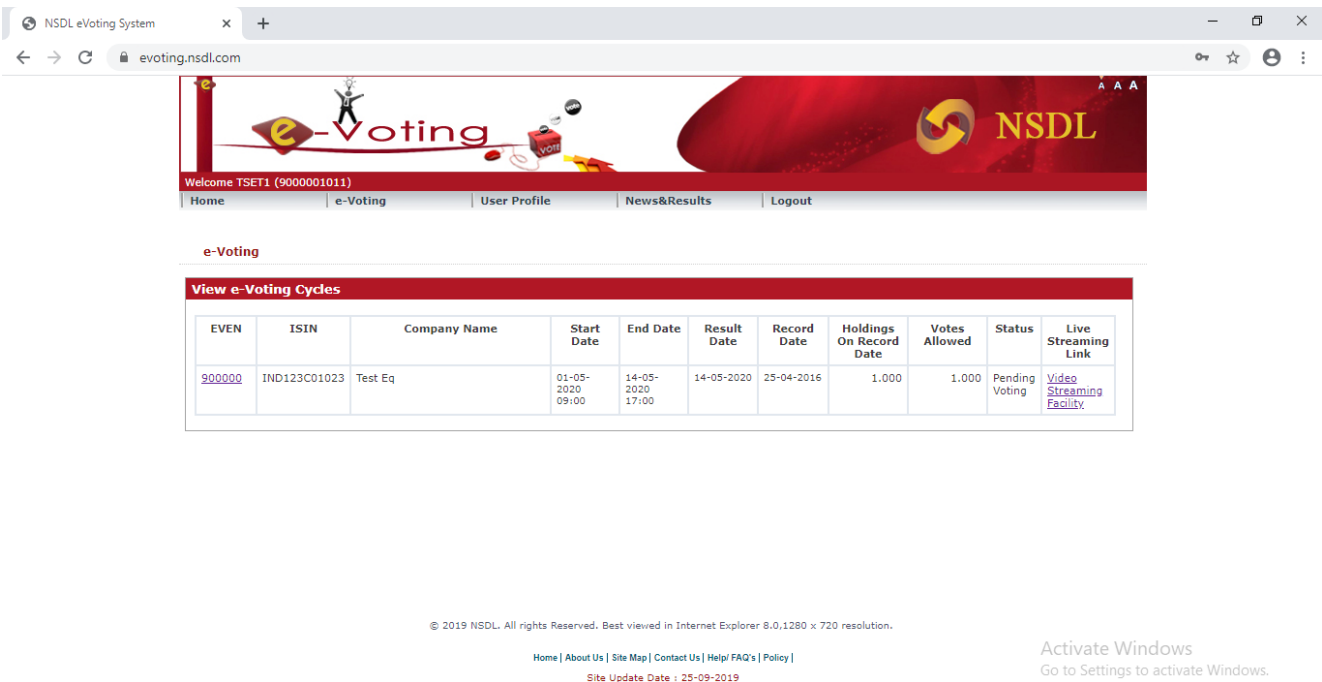 NSDL eVoting System
evoting.nsdl.com
A A A
e-Voting
vote
VOTE
NSDL
Welcome TSET1 (9000001011)
Home e-Voting User Profile News&Results Logout
e-Voting
View e-Voting Cycles
EVEN ISIN Company Name Start Date End Date Result Date Record Date Holdings On Record Date Votes Allowed Status Live Streaming Link
900000 IND123C01023 Test Eq 01-05-2020 09:00 14-05-2020 17:00 14-05-2020 25-04-2016 1.000 1.000 Pending Voting Video Streaming Facility
© 2019 NSDL. All rights Reserved. Best viewed in Internet Explorer 8.0,1280 x 720 resolution.
Home | About Us | Site Map | Contact Us | Help/ FAQ's | Policy |
Site Update Date : 25-09-2019
Activate Windows
Go to Settings to activate Windows.